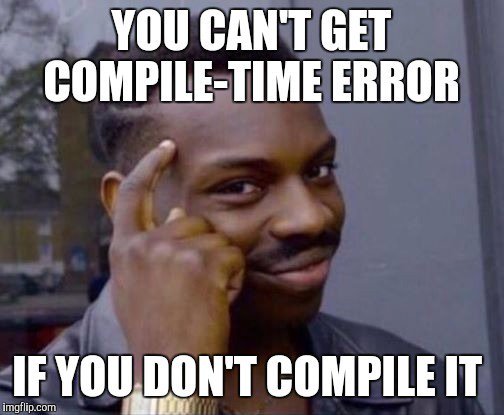 YOU CAN'T GET
COMPILE-TIME ERROR
IF YOU DON'T COMPILE IT
imgflip.com